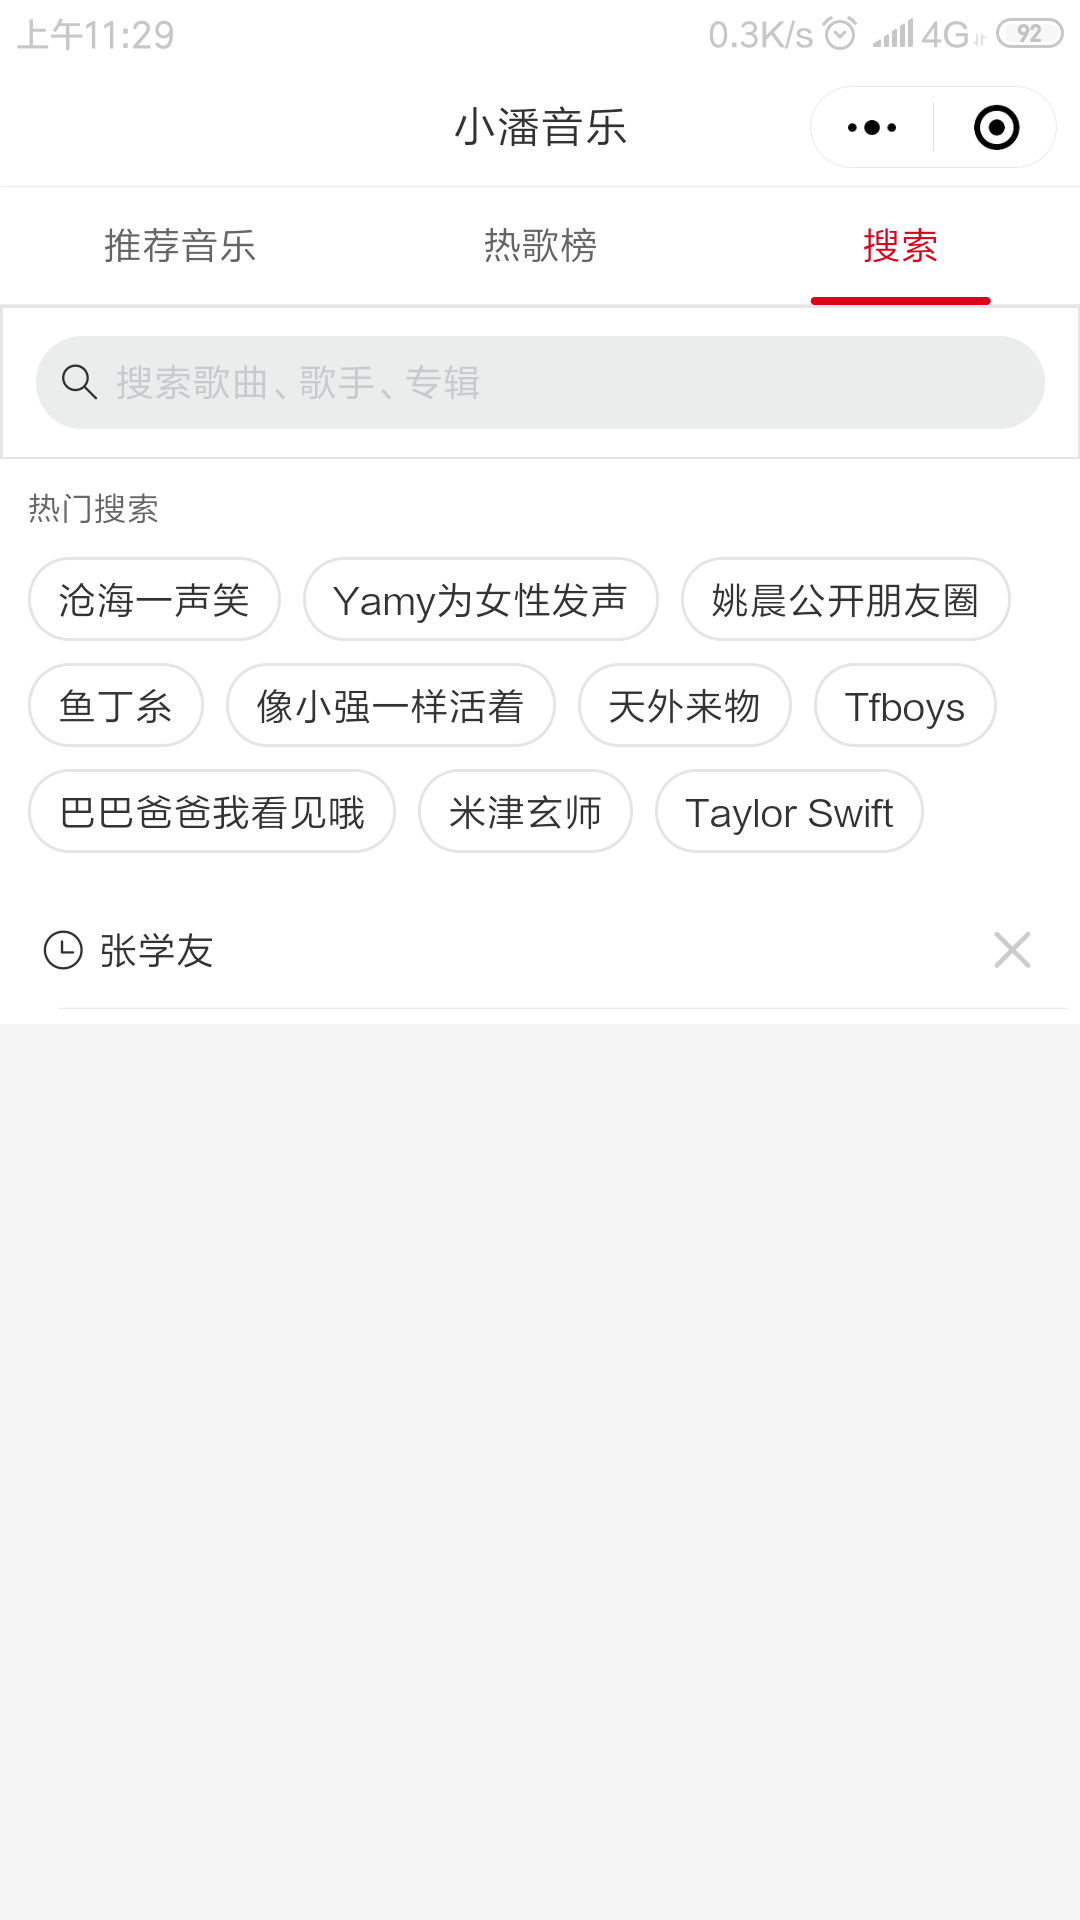 上午11:29 0.3K/s 4G 92
小潘音乐
推荐音乐 热歌榜 搜索
搜索歌曲、歌手、专辑
热门搜索
沧海一声笑 Yamy为女性发声 姚晨公开朋友圈
鱼丁糸 像小强一样活着 天外来物 Tfboys
巴巴爸爸我看见哦 米津玄师 Taylor Swift
张学友